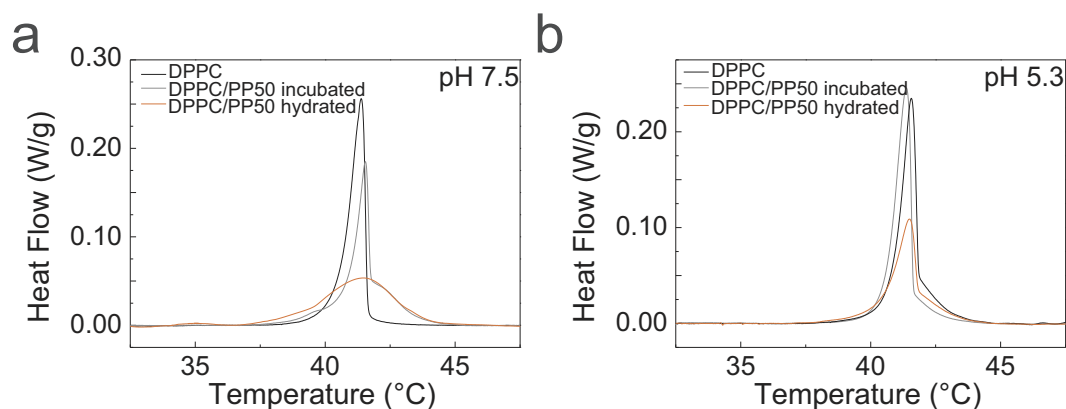 a
0.30
0.20
0.10
0.00
Heat Flow (W/g)
DPPC
DPPC/PP50 incubated
DPPC/PP50 hydrated
pH 7.5
35
40
45
Temperature (°C)
b
0.20
0.10
0.00
Heat Flow (W/g)
DPPC
DPPC/PP50 incubated
DPPC/PP50 hydrated
pH 5.3
35
40
45
Temperature (°C)